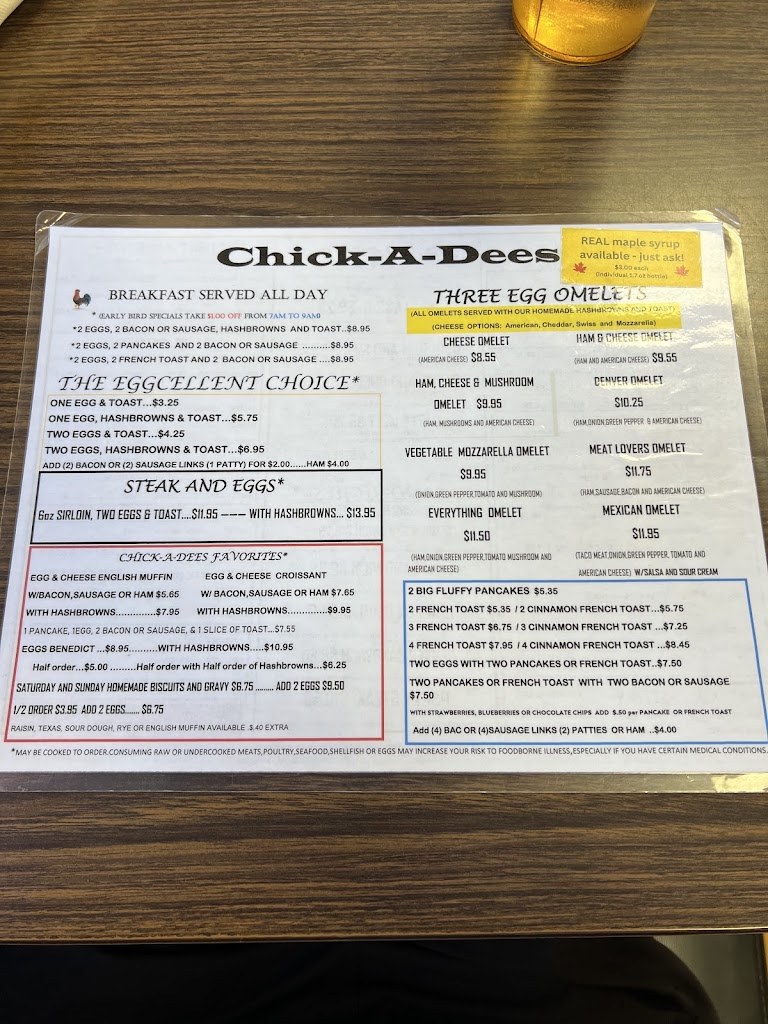 Chick-A-Dees
REAL maple syrup
available - just ask!
$3.00 each
(individual 1.7 oz bottle)
BREAKFAST SERVED ALL DAY
* (EARLY BIRD SPECIALS TAKE $1.00 OFF FROM 7AM TO 9AM)
*2 EGGS, 2 BACON OR SAUSAGE, HASHBROWNS AND TOAST..$8.95
*2 EGGS, 2 PANCAKES AND 2 BACON OR SAUSAGE .........$8.95
*2 EGGS, 2 FRENCH TOAST AND 2 BACON OR SAUSAGE ....$8.95
THE EGGCELLENT CHOICE*
ONE EGG & TOAST...$3.25
ONE EGG, HASHBROWNS & TOAST...$5.75
TWO EGGS & TOAST...$4.25
TWO EGGS, HASHBROWNS & TOAST...$6.95
ADD (2) BACON OR (2) SAUSAGE LINKS (1 PATTY) FOR $2.00......HAM $4.00
STEAK AND EGGS*
6oz SIRLOIN, TWO EGGS & TOAST....$11.95 ——— WITH HASHBROWNS... $13.95
CHICK-A-DEES FAVORITES*
EGG & CHEESE ENGLISH MUFFIN EGG & CHEESE CROISSANT
W/BACON,SAUSAGE OR HAM $5.65 W/ BACON,SAUSAGE OR HAM $7.65
WITH HASHBROWNS..............$7.95 WITH HASHBROWNS..............$9.95
1 PANCAKE, 1EGG, 2 BACON OR SAUSAGE, & 1 SLICE OF TOAST...$7.55
EGGS BENEDICT ...$8.95..........WITH HASHBROWNS.....$10.95
Half order...$5.00 .........Half order with Half order of Hashbrowns...$6.25
SATURDAY AND SUNDAY HOMEMADE BISCUITS AND GRAVY $6.75 ......... ADD 2 EGGS $9.50
1/2 ORDER $3.95 ADD 2 EGGS...... $6.75
RAISIN, TEXAS, SOUR DOUGH, RYE OR ENGLISH MUFFIN AVAILABLE .$.40 EXTRA
THREE EGG OMELETS
(ALL OMELETS SERVED WITH OUR HOMEMADE HASHBROWNS AND TOAST)
(CHEESE OPTIONS: American, Cheddar, Swiss and Mozzarella)
CHEESE OMELET
(AMERICAN CHEESE) $8.55
HAM & CHEESE OMELET
(HAM AND AMERICAN CHEESE) $9.55
HAM, CHEESE & MUSHROOM
OMELET $9.95
(HAM, MUSHROOMS AND AMERICAN CHEESE)
DENVER OMELET
$10.25
(HAM,ONION,GREEN PEPPER & AMERICAN CHEESE)
VEGETABLE MOZZARELLA OMELET
$9.95
(ONION,GREEN PEPPER,TOMATO AND MUSHROOM)
MEAT LOVERS OMELET
$11.75
(HAM,SAUSAGE,BACON AND AMERICAN CHEESE)
EVERYTHING OMELET
$11.50
(HAM,ONION,GREEN PEPPER,TOMATO MUSHROOM AND
AMERICAN CHEESE)
MEXICAN OMELET
$11.95
(TACO MEAT,ONION,GREEN PEPPER, TOMATO AND
AMERICAN CHEESE) W/SALSA AND SOUR CREAM
2 BIG FLUFFY PANCAKES $5.35
2 FRENCH TOAST $5.35 / 2 CINNAMON FRENCH TOAST...$5.75
3 FRENCH TOAST $6.75 / 3 CINNAMON FRENCH TOAST ...$7.25
4 FRENCH TOAST $7.95 / 4 CINNAMON FRENCH TOAST ...$8.45
TWO EGGS WITH TWO PANCAKES OR FRENCH TOAST..$7.50
TWO PANCAKES OR FRENCH TOAST WITH TWO BACON OR SAUSAGE
$7.50
WITH STRAWBERRIES, BLUEBERRIES OR CHOCOLATE CHIPS ADD $.50 per PANCAKE OR FRENCH TOAST
Add (4) BAC OR (4)SAUSAGE LINKS (2) PATTIES OR HAM ..$4.00
*MAY BE COOKED TO ORDER.CONSUMING RAW OR UNDERCOOKED MEATS,POULTRY,SEAFOOD,SHELLFISH OR EGGS MAY INCREASE YOUR RISK TO FOODBORNE ILLNESS,ESPECIALLY IF YOU HAVE CERTAIN MEDICAL CONDITIONS.